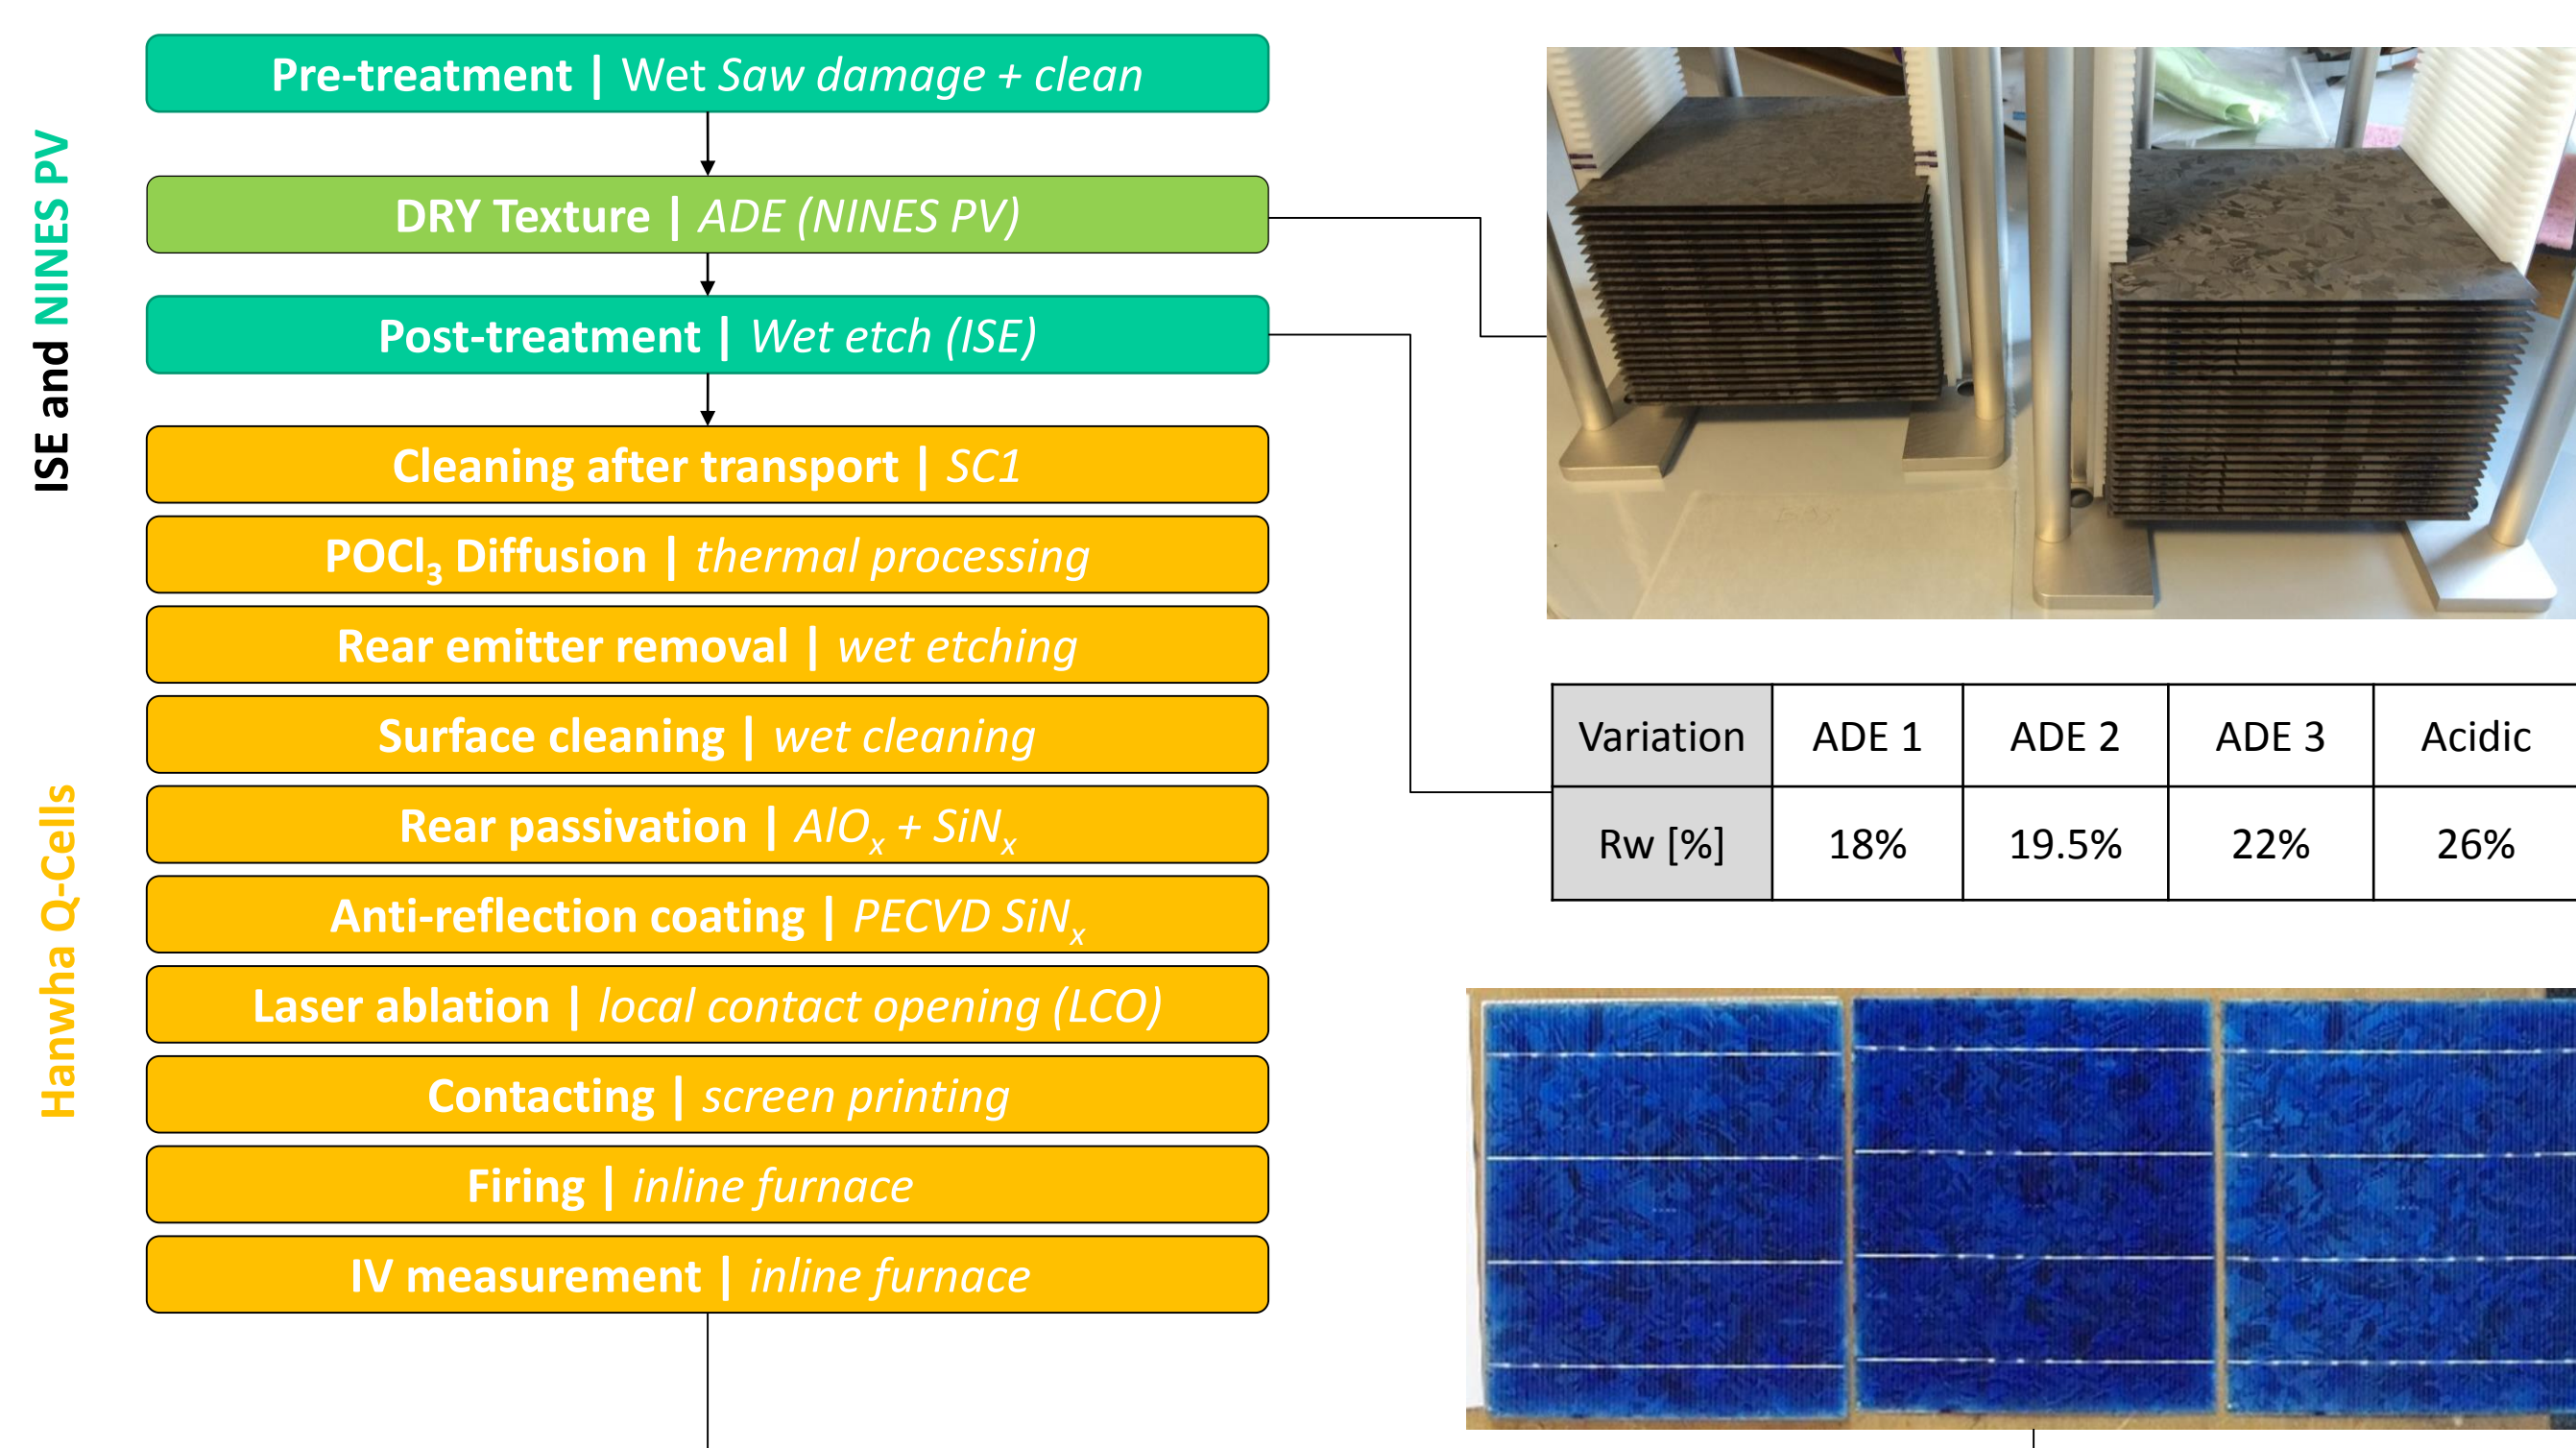 ISE and NINES PV
Hanwha Q-Cells
Pre-treatment | Wet Saw damage + clean
DRY Texture | ADE (NINES PV)
Post-treatment | Wet etch (ISE)
Cleaning after transport | SC1
POCl₃ Diffusion | thermal processing
Rear emitter removal | wet etching
Surface cleaning | wet cleaning
Rear passivation | AlOₓ + SiNₓ
Anti-reflection coating | PECVD SiNₓ
Laser ablation | local contact opening (LCO)
Contacting | screen printing
Firing | inline furnace
IV measurement | inline furnace
Variation ADE 1 ADE 2 ADE 3 Acidic
Rw [%] 18% 19.5% 22% 26%